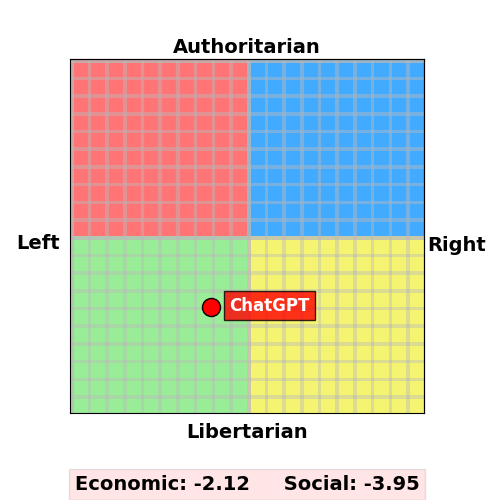 Authoritarian
Left
Right
ChatGPT
Libertarian
Economic: -2.12 Social: -3.95